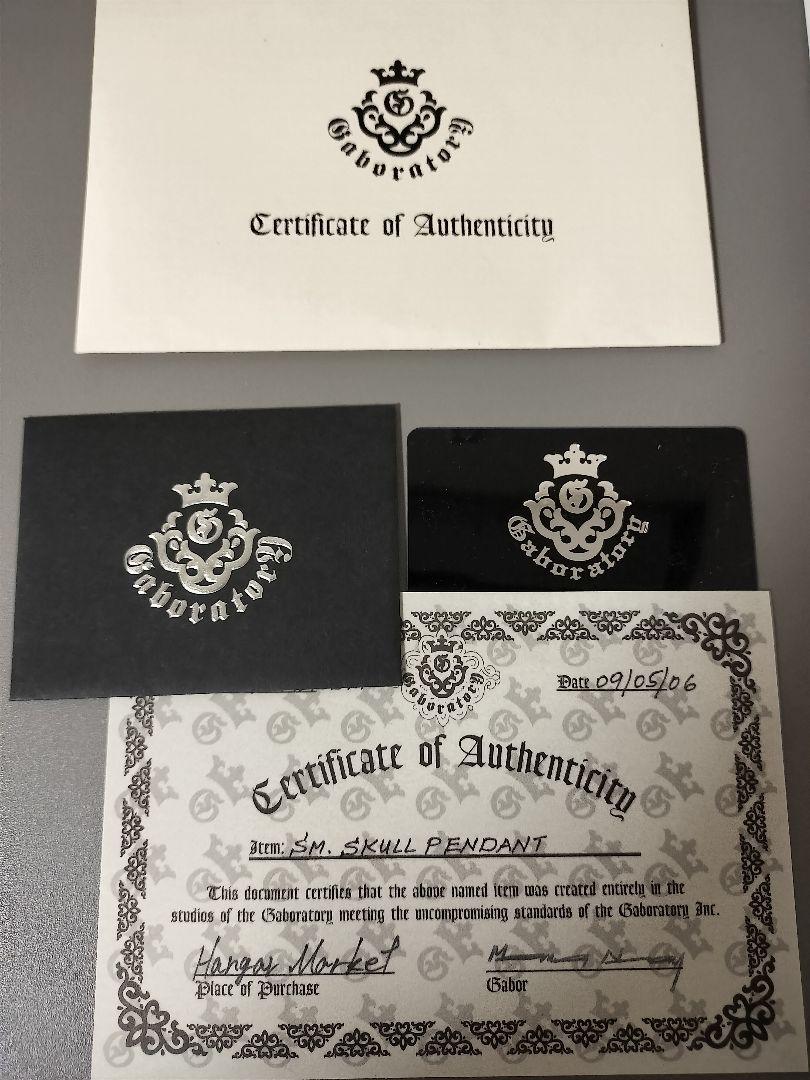 G
Gaboratory
Certificate of Authenticity
G
Gaboratory
G
Gaboratory
G
Gaboratory
Date 09/05/06
Certificate of Authenticity
Item: SM. SKULL PENDANT
This document certifies that the above named item was created entirely in the
studios of the Gaboratory meeting the uncompromising standards of the Gaboratory Inc.
Hangar Market
Place of Purchase
Gabor